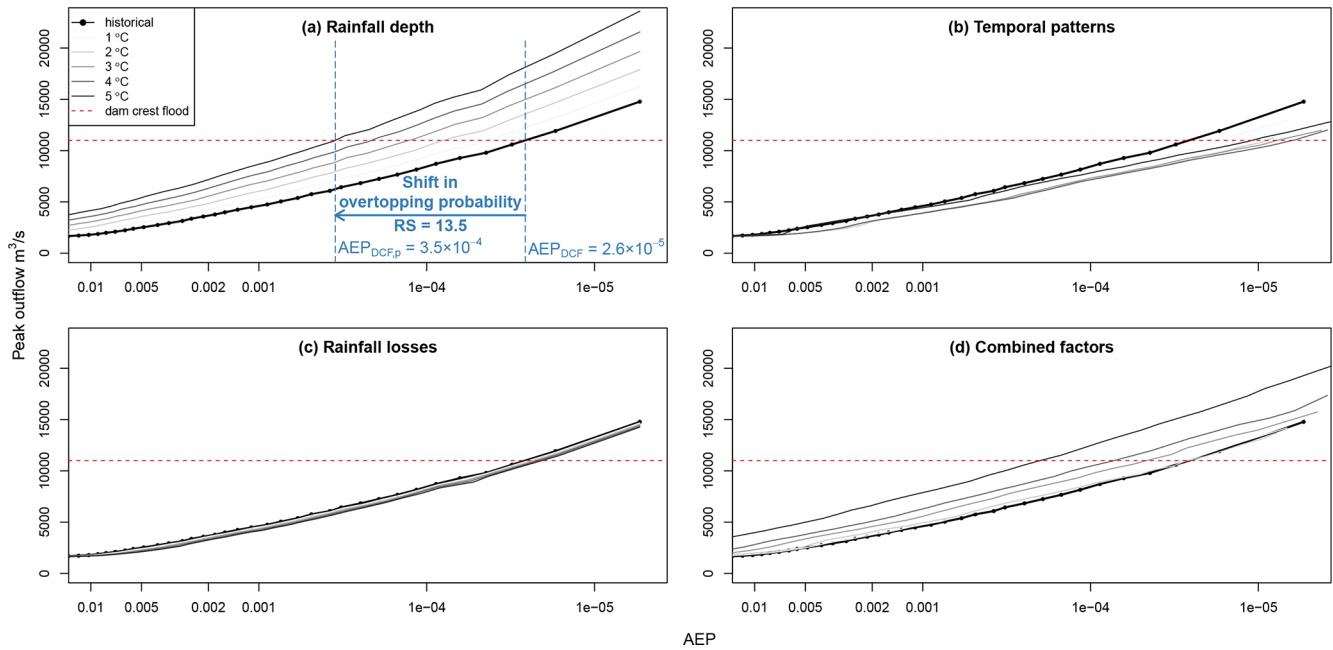 (a) Rainfall depth
historical
1 °C
2 °C
3 °C
4 °C
5 °C
dam crest flood
Shift in
overtopping probability
RS = 13.5
AEP_DCF,p = 3.5×10⁻⁴
AEP_DCF = 2.6×10⁻⁵
0
5000
10000
15000
20000
0.01
0.005
0.002
0.001
1e−04
1e−05
(b) Temporal patterns
0
5000
10000
15000
20000
0.01
0.005
0.002
0.001
1e−04
1e−05
Peak outflow m³/s
(c) Rainfall losses
0
5000
10000
15000
20000
0.01
0.005
0.002
0.001
1e−04
1e−05
(d) Combined factors
0
5000
10000
15000
20000
0.01
0.005
0.002
0.001
1e−04
1e−05
AEP